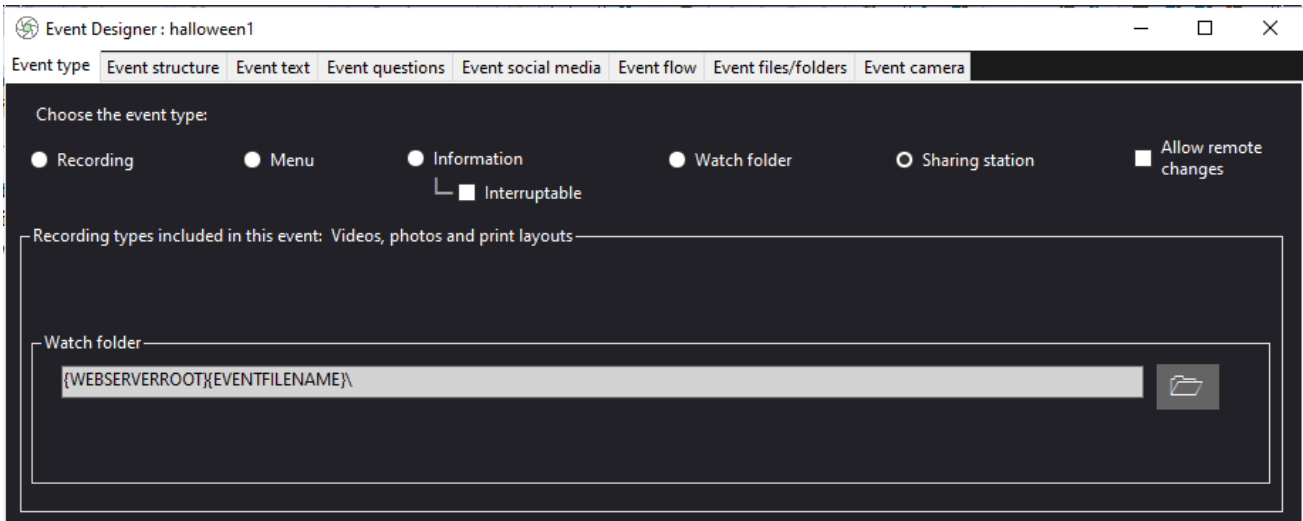 Event Designer : halloween1
Event type Event structure Event text Event questions Event social media Event flow Event files/folders Event camera
Choose the event type:
Recording Menu Information Watch folder Sharing station Allow remote
changes
Interruptable
Recording types included in this event: Videos, photos and print layouts
Watch folder
{WEBSERVERROOT}{EVENTFILENAME}\